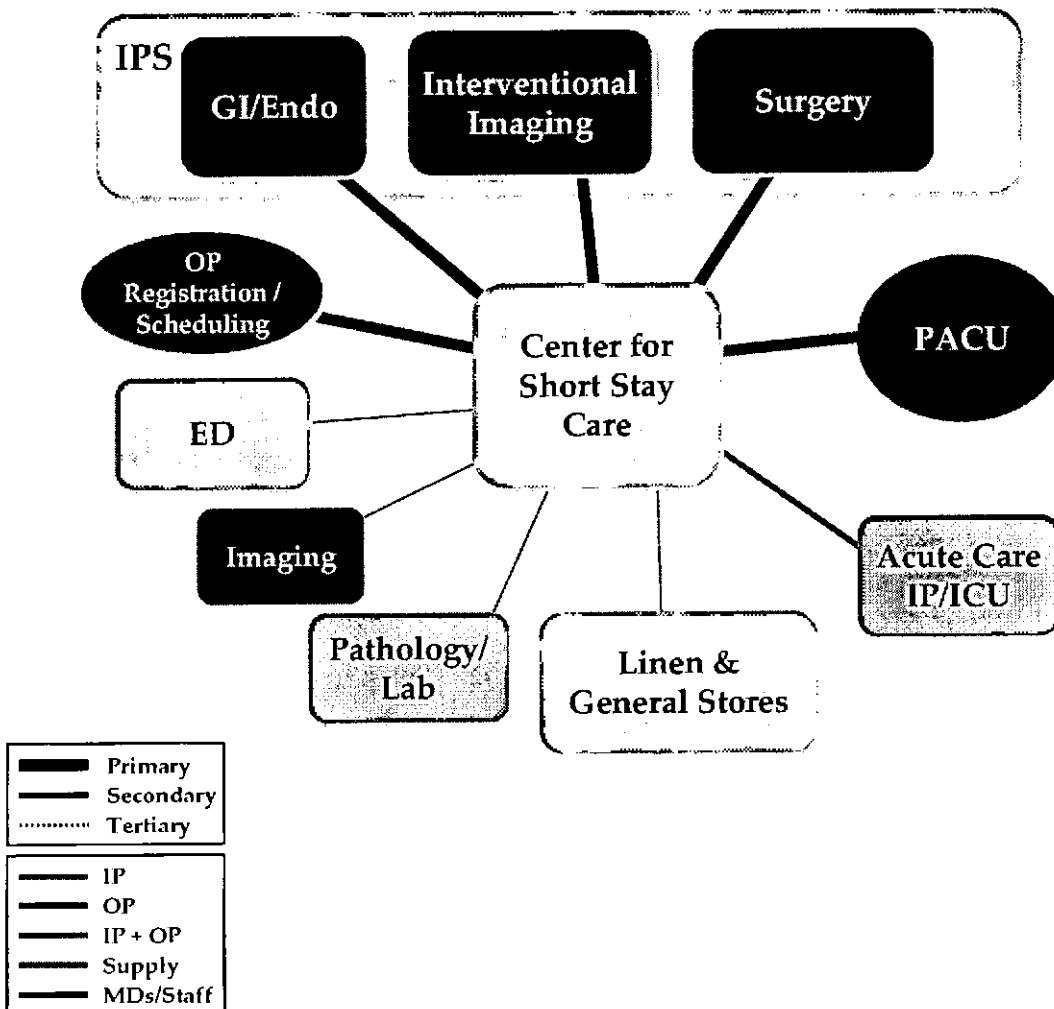 IPS
GI/Endo
Interventional
Imaging
Surgery
OP
Registration /
Scheduling
PACU
Center for
Short Stay
Care
ED
Imaging
Acute Care
IP/ICU
Pathology/
Lab
Linen &
General Stores
Primary
Secondary
Tertiary
IP
OP
IP + OP
Supply
MDs/Staff